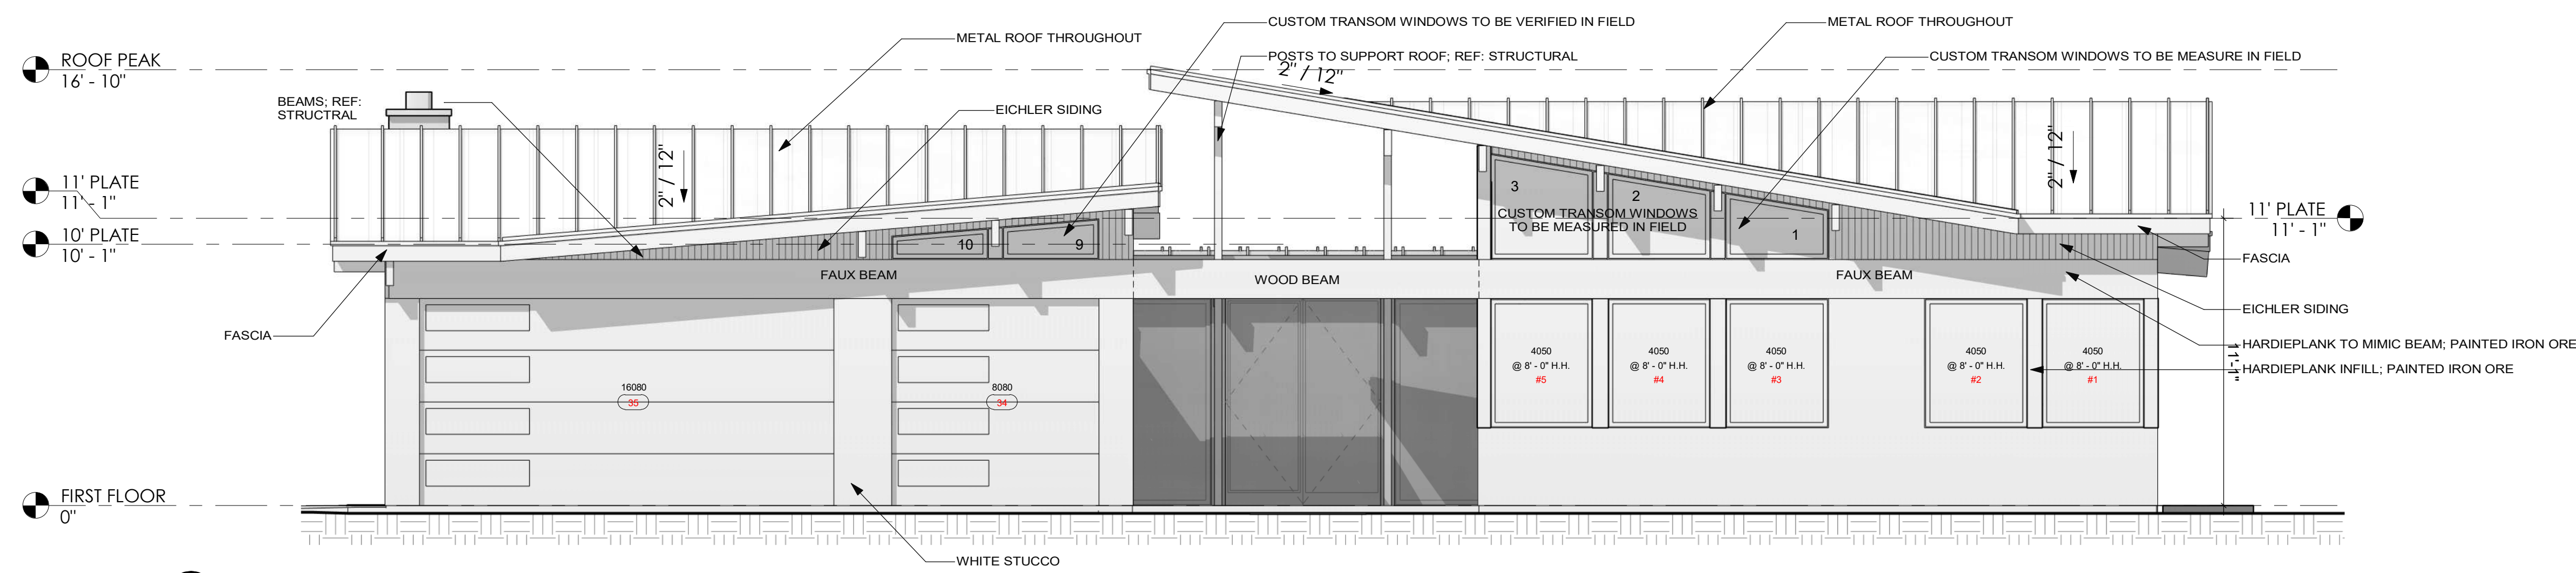 CUSTOM TRANSOM WINDOWS TO BE VERIFIED IN FIELD
METAL ROOF THROUGHOUT
METAL ROOF THROUGHOUT
POSTS TO SUPPORT ROOF; REF: STRUCTURAL
CUSTOM TRANSOM WINDOWS TO BE MEASURE IN FIELD
ROOF PEAK
16' - 10"
2" / 12"
BEAMS; REF:
STRUCTRAL
EICHLER SIDING
2" / 12"
2" / 12"
11' PLATE
11' - 1"
3
2
CUSTOM TRANSOM WINDOWS
TO BE MEASURED IN FIELD
1
11' PLATE
11' - 1"
10' PLATE
10' - 1"
10
9
FASCIA
FAUX BEAM
WOOD BEAM
FAUX BEAM
EICHLER SIDING
FASCIA
HARDIEPLANK TO MIMIC BEAM; PAINTED IRON ORE
HARDIEPLANK INFILL; PAINTED IRON ORE
11'-1"
4050
@ 8' - 0" H.H.
#5
4050
@ 8' - 0" H.H.
#4
4050
@ 8' - 0" H.H.
#3
4050
@ 8' - 0" H.H.
#2
4050
@ 8' - 0" H.H.
#1
16080
35
8080
34
FIRST FLOOR
0"
WHITE STUCCO